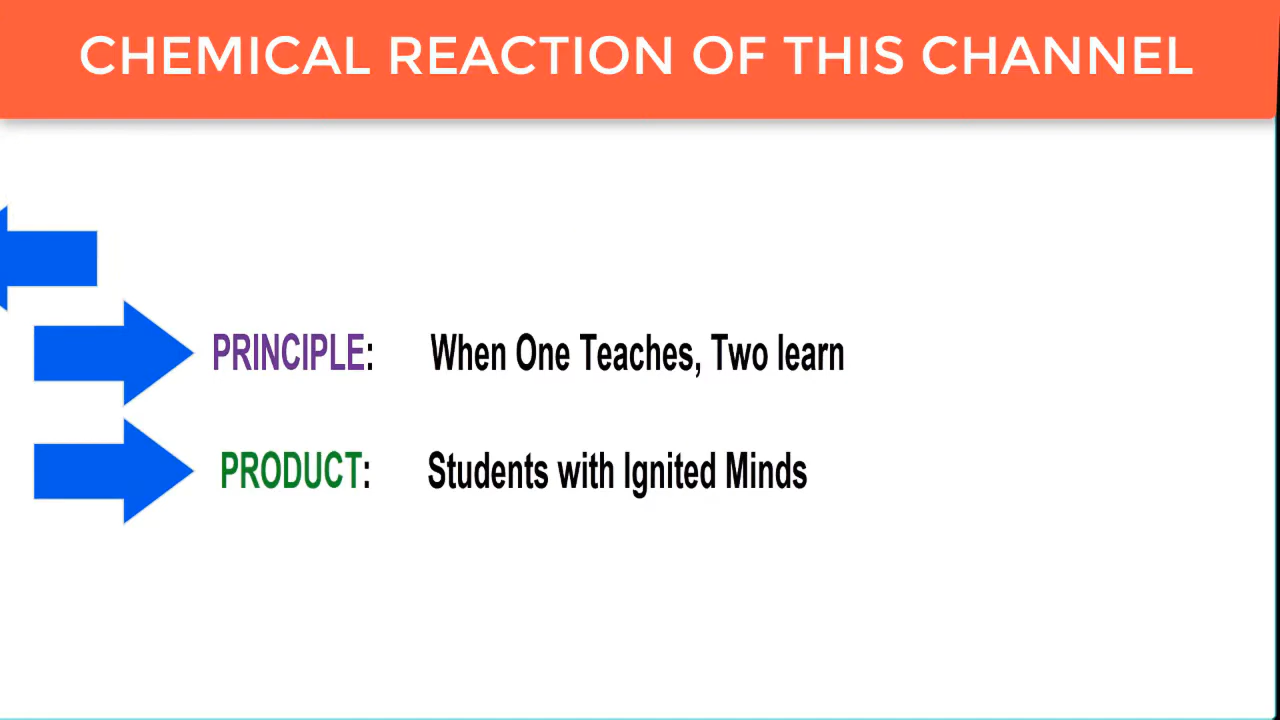 CHEMICAL REACTION OF THIS CHANNEL
PRINCIPLE: When One Teaches, Two learn
PRODUCT: Students with Ignited Minds